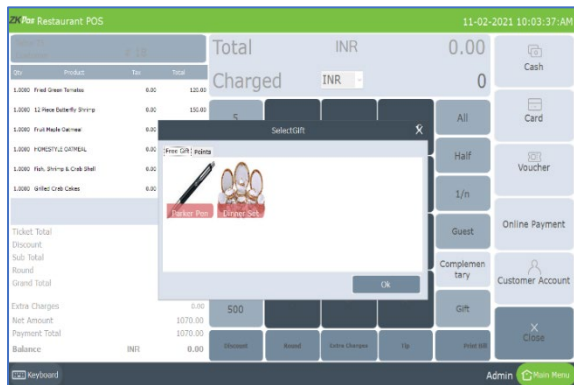 ZKPos Restaurant POS
11-02-2021 10:03:37:AM
Total INR 0.00
Charged INR 0
Qty Product Tax Total
1.0000 Fried Green Tomatos 0.00 120.00
1.0000 12 Piece Butterfly Shrimp 0.00 150.00
1.0000 Fruit Maple Oatmeal 0.00
1.0000 HOMESTYLE OATMEAL 0.00
1.0000 Fish, Shrimp & Crab Shell 0.00
1.0000 Grilled Crab Cakes 0.00
Ticket Total
Discount
Sub Total
Round
Grand Total
Extra Charges 0.00
Net Amount 1070.00
Payment Total 1070.00
Balance INR 0.00
SelectGift
Free Gift Points
Parker Pen Dinner Set
Ok
5
500
Discount Round Extra Charges Tip Print Bill
All
Half
1/n
Guest
Complemen
tary
Gift
Cash
Card
Voucher
Online Payment
Customer Account
Close
Keyboard
Admin Main Menu